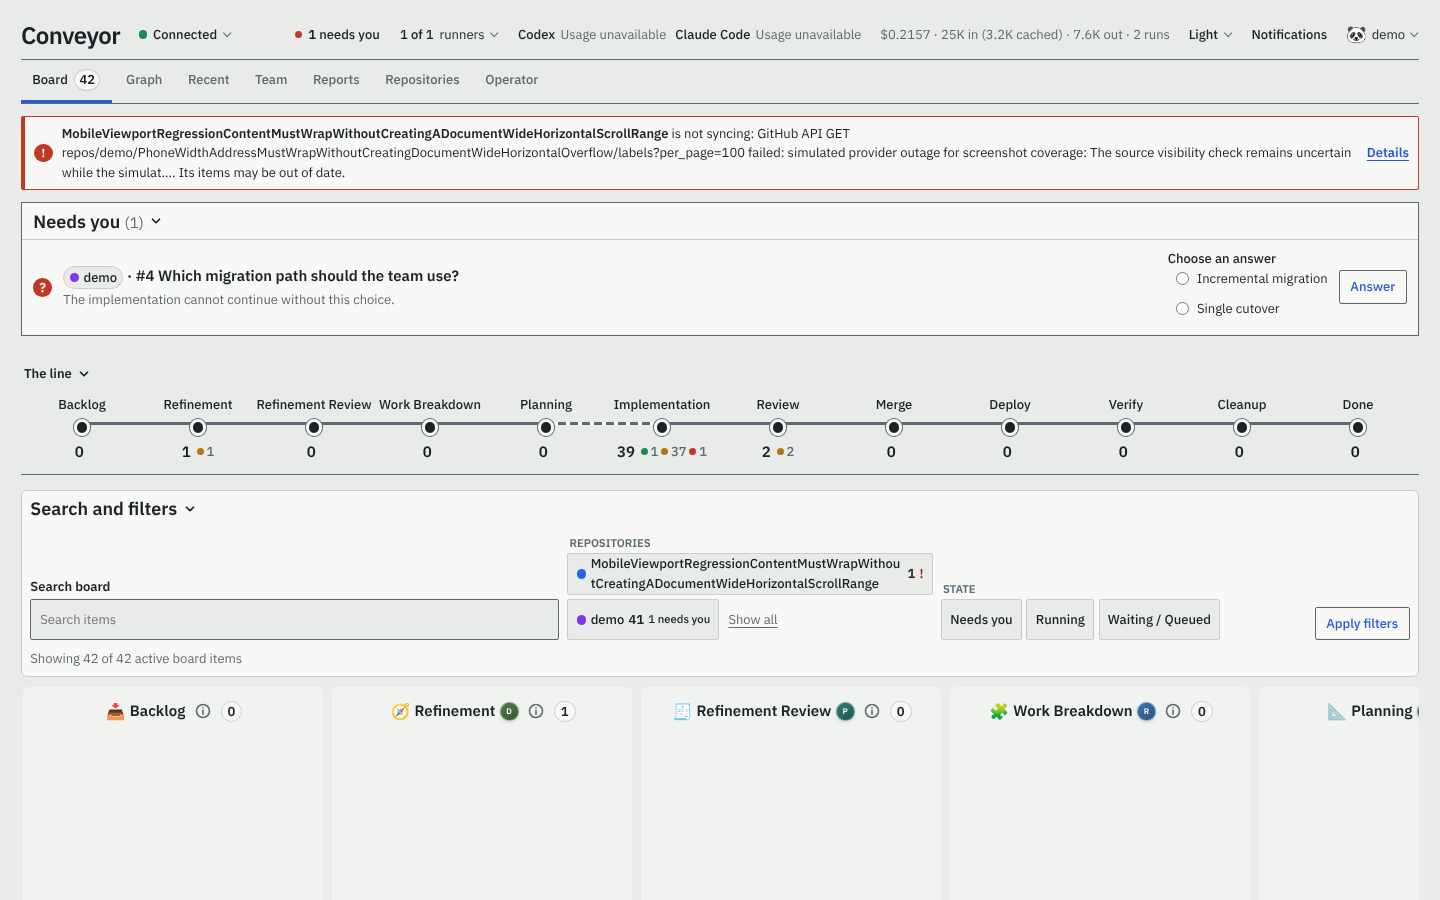 Conveyor
Connected
1 needs you
1 of 1 runners
Codex Usage unavailable
Claude Code Usage unavailable
$0.2157 · 25K in (3.2K cached) · 7.6K out · 2 runs
Light
Notifications
demo
Board 42
Graph
Recent
Team
Reports
Repositories
Operator
MobileViewportRegressionContentMustWrapWithoutCreatingADocumentWideHorizontalScrollRange is not syncing: GitHub API GET
repos/demo/PhoneWidthAddressMustWrapWithoutCreatingDocumentWideHorizontalOverflow/labels?per_page=100 failed: simulated provider outage for screenshot coverage: The source visibility check remains uncertain
while the simulat.... Its items may be out of date.
Details
Needs you (1)
demo · #4 Which migration path should the team use?
The implementation cannot continue without this choice.
Choose an answer
Incremental migration
Single cutover
Answer
The line
Backlog
Refinement
Refinement Review
Work Breakdown
Planning
Implementation
Review
Merge
Deploy
Verify
Cleanup
Done
0
1 1
0
0
0
39 1 37 1
2 2
0
0
0
0
0
Search and filters
Search board
Search items
REPOSITORIES
MobileViewportRegressionContentMustWrapWithou
tCreatingADocumentWideHorizontalScrollRange
1 !
demo 41 1 needs you
Show all
STATE
Needs you
Running
Waiting / Queued
Apply filters
Showing 42 of 42 active board items
Backlog 0
Refinement D 1
Refinement Review P 0
Work Breakdown R 0
Planning